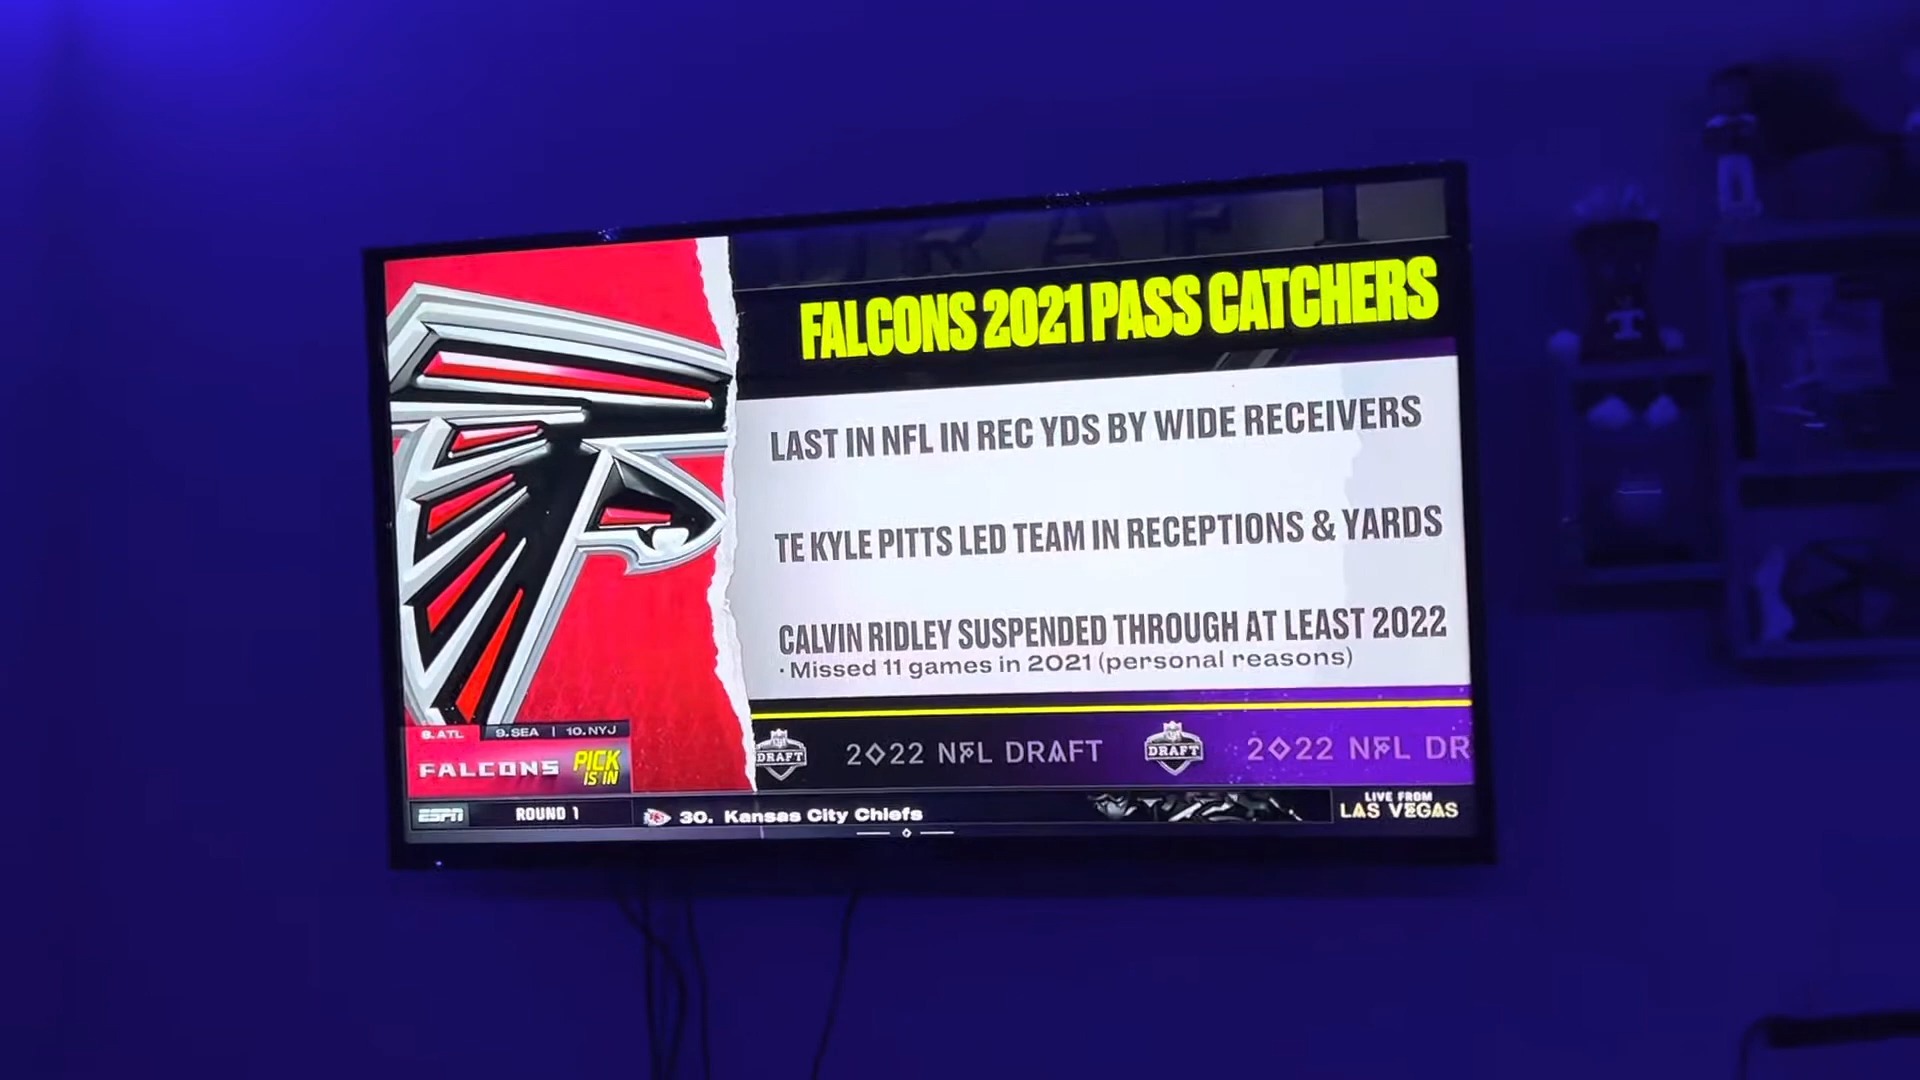 FALCONS 2021 PASS CATCHERS
LAST IN NFL IN REC YDS BY WIDE RECEIVERS
TE KYLE PITTS LED TEAM IN RECEPTIONS & YARDS
CALVIN RIDLEY SUSPENDED THROUGH AT LEAST 2022
· Missed 11 games in 2021 (personal reasons)
8. ATL 9. SEA | 10. NYJ
FALCONS PICK IS IN
DRAFT 2022 NFL DRAFT DRAFT 2022 NFL DR
ESPN ROUND 1 30. Kansas City Chiefs
LIVE FROM
LAS VEGAS